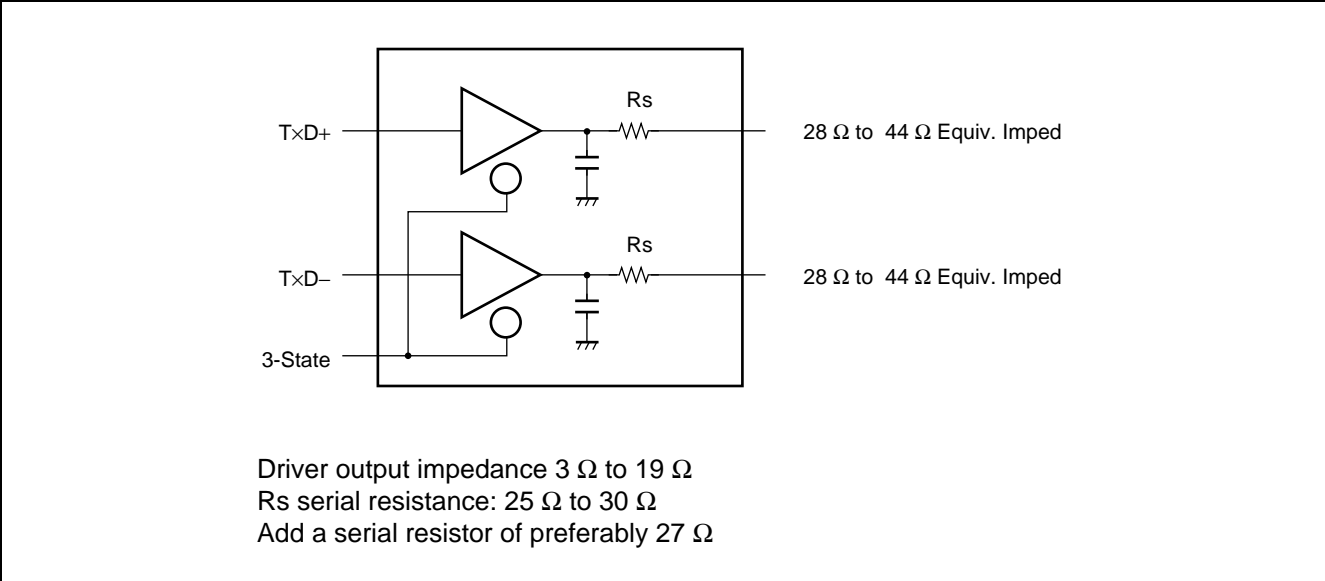 Rs
T×D+
28 Ω to 44 Ω Equiv. Imped
Rs
T×D−
28 Ω to 44 Ω Equiv. Imped
3-State
Driver output impedance 3 Ω to 19 Ω
Rs serial resistance: 25 Ω to 30 Ω
Add a serial resistor of preferably 27 Ω